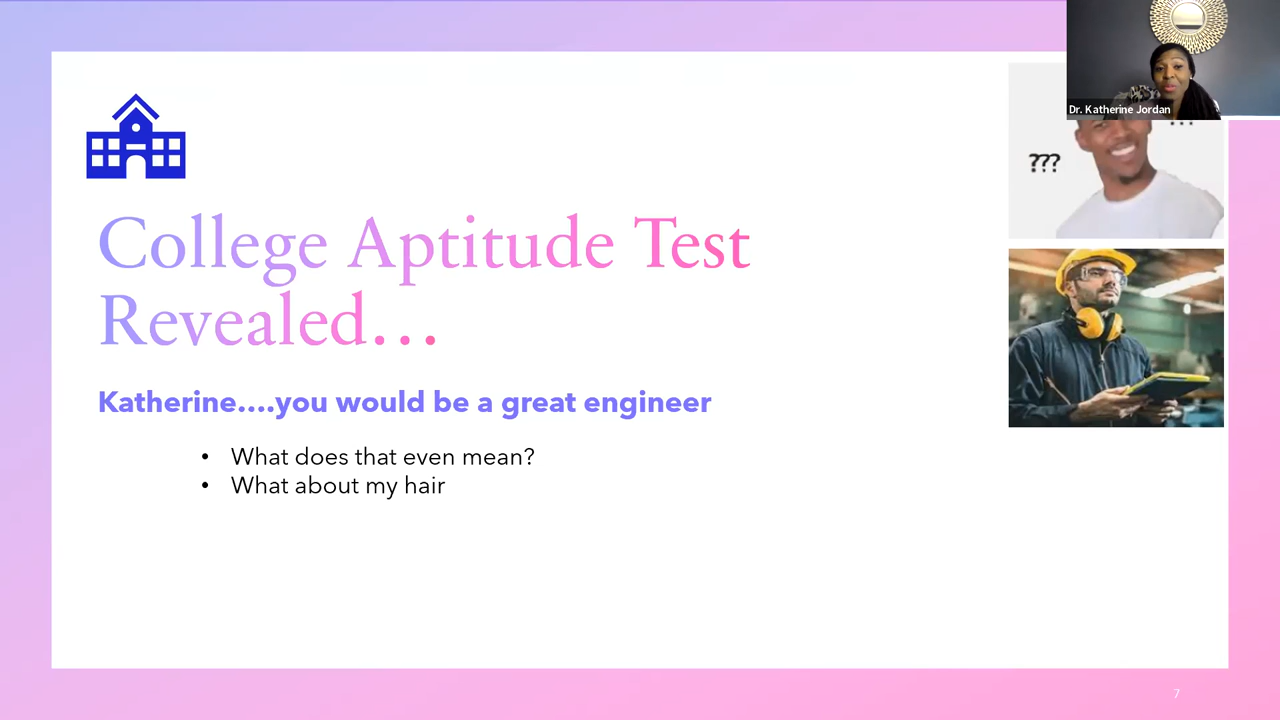 Dr. Katherine Jordan
???
College Aptitude Test
Revealed...
Katherine....you would be a great engineer
• What does that even mean?
• What about my hair
7